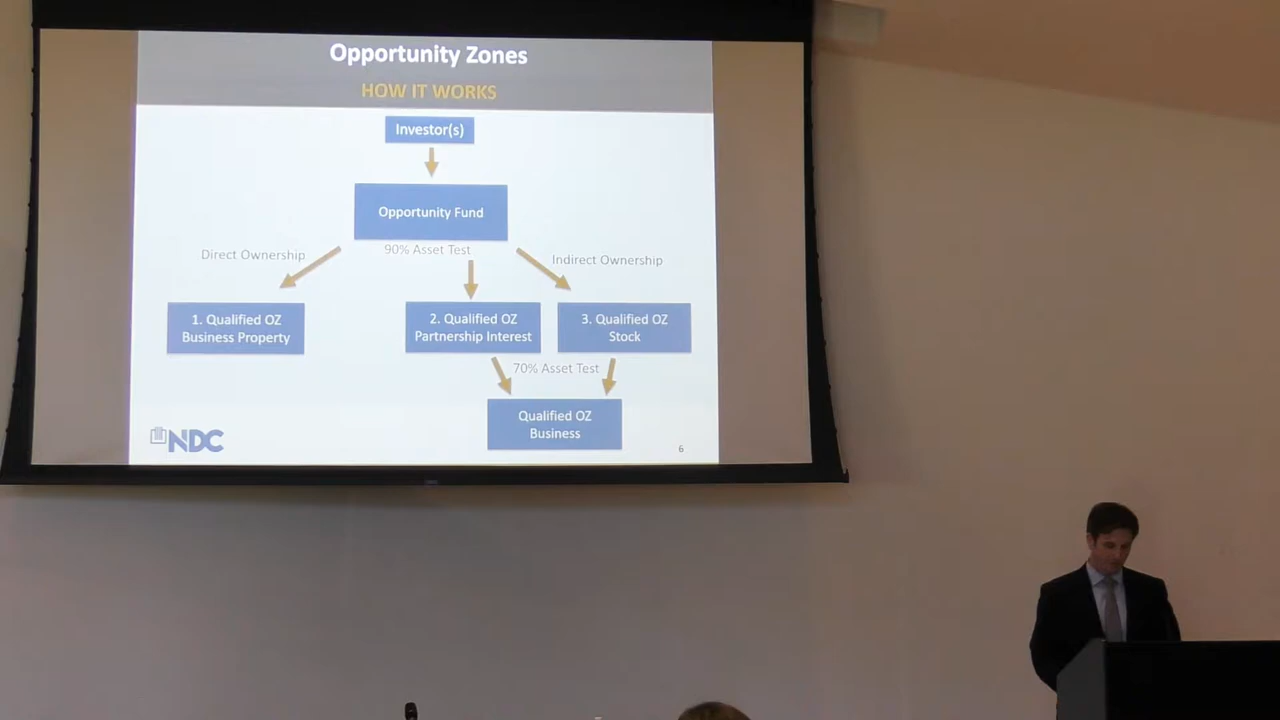 Opportunity Zones
HOW IT WORKS
Investor(s)
Opportunity Fund
Direct Ownership
90% Asset Test
Indirect Ownership
1. Qualified OZ
Business Property
2. Qualified OZ
Partnership Interest
3. Qualified OZ
Stock
70% Asset Test
Qualified OZ
Business
NDC
6